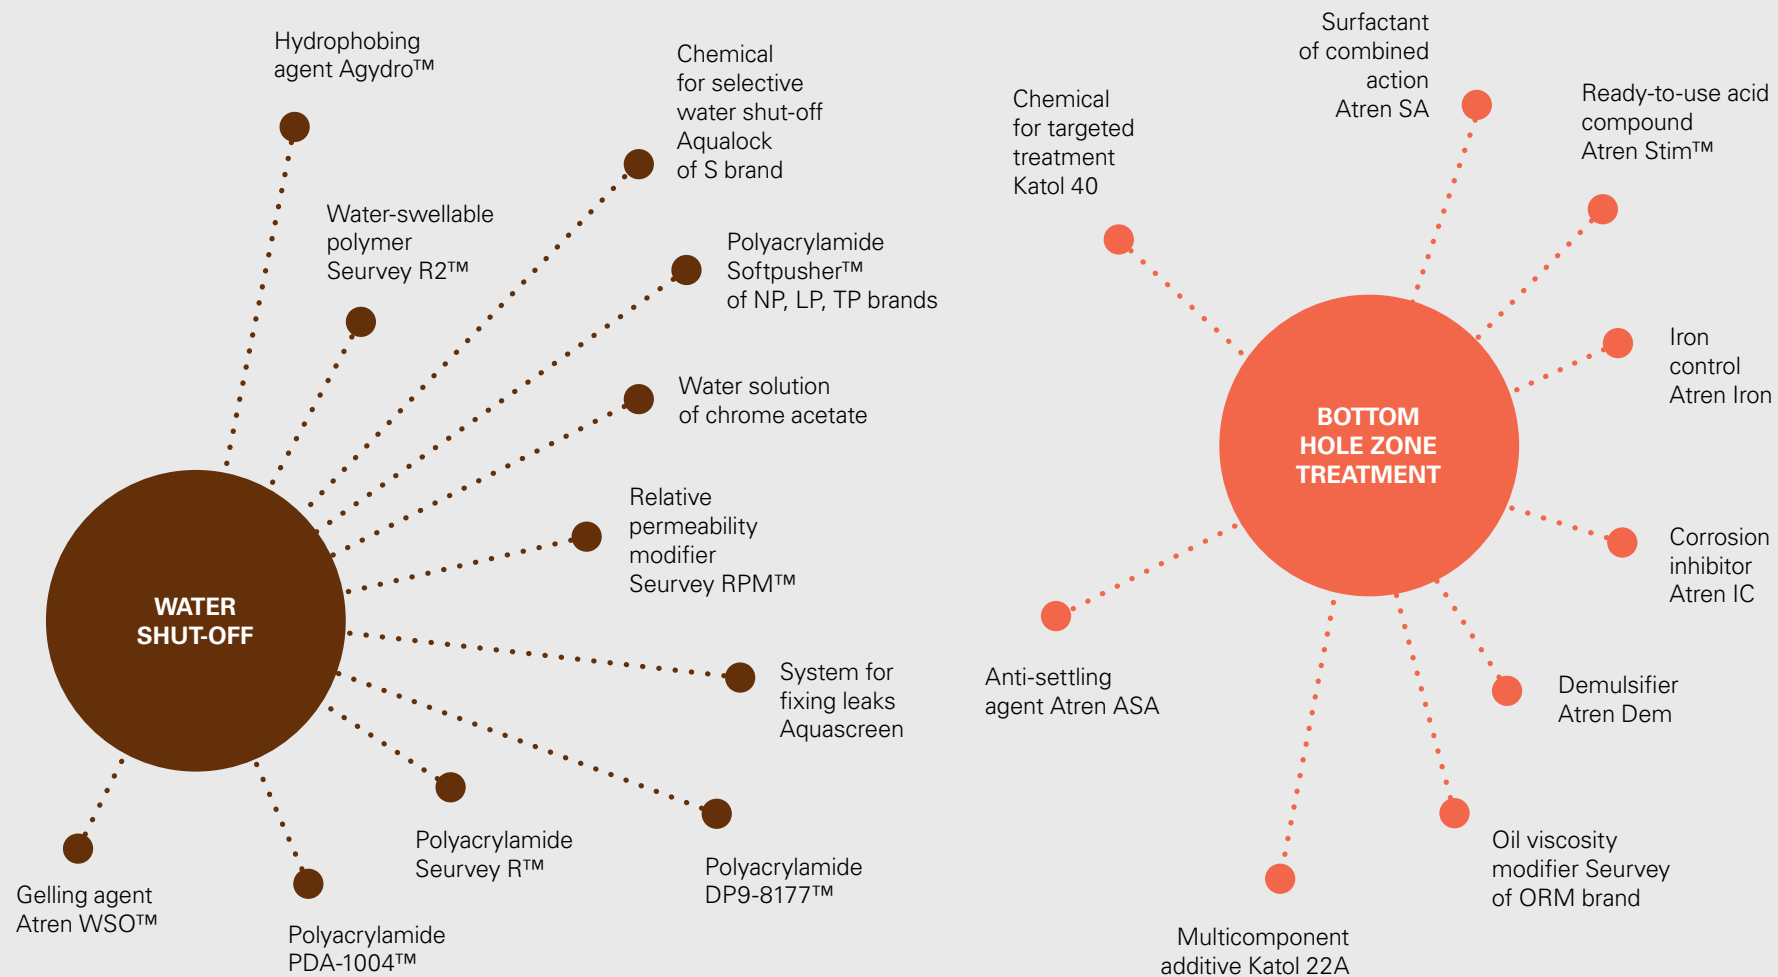 Hydrophobing
agent Agydro™
Chemical
for selective
water shut-off
Aqualock
of S brand
Water-swellable
polymer
Seurvey R2™
Polyacrylamide
Softpusher™
of NP, LP, TP brands
Water solution
of chrome acetate
Relative
permeability
modifier
Seurvey RPM™
WATER
SHUT-OFF
System for
fixing leaks
Aquascreen
Polyacrylamide
Seurvey R™
Polyacrylamide
DP9-8177™
Gelling agent
Atren WSO™
Polyacrylamide
PDA-1004™
Surfactant
of combined
action
Atren SA
Chemical
for targeted
treatment
Katol 40
Ready-to-use acid
compound
Atren Stim™
Iron
control
Atren Iron
BOTTOM
HOLE ZONE
TREATMENT
Corrosion
inhibitor
Atren IC
Anti-settling
agent Atren ASA
Demulsifier
Atren Dem
Oil viscosity
modifier Seurvey
of ORM brand
Multicomponent
additive Katol 22A